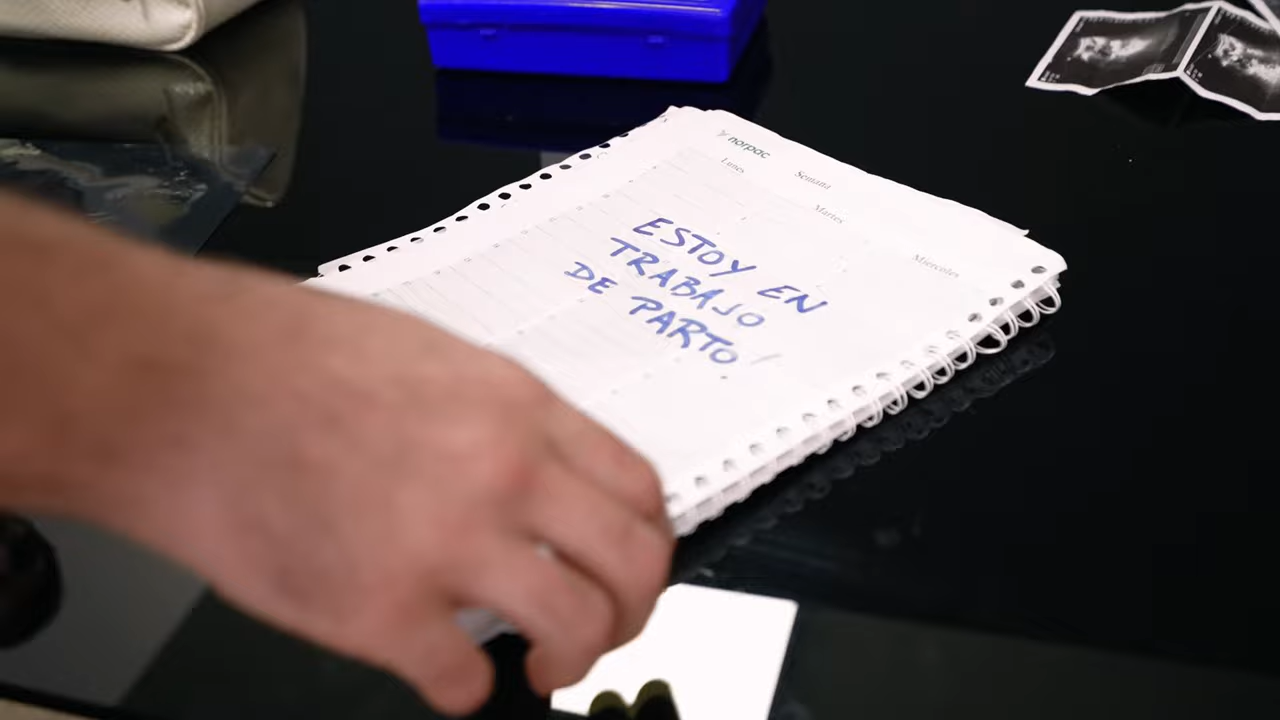 norpac
Lunes
Semana
Martes
Miércoles
ESTOY EN
TRABAJO
DE PARTO!